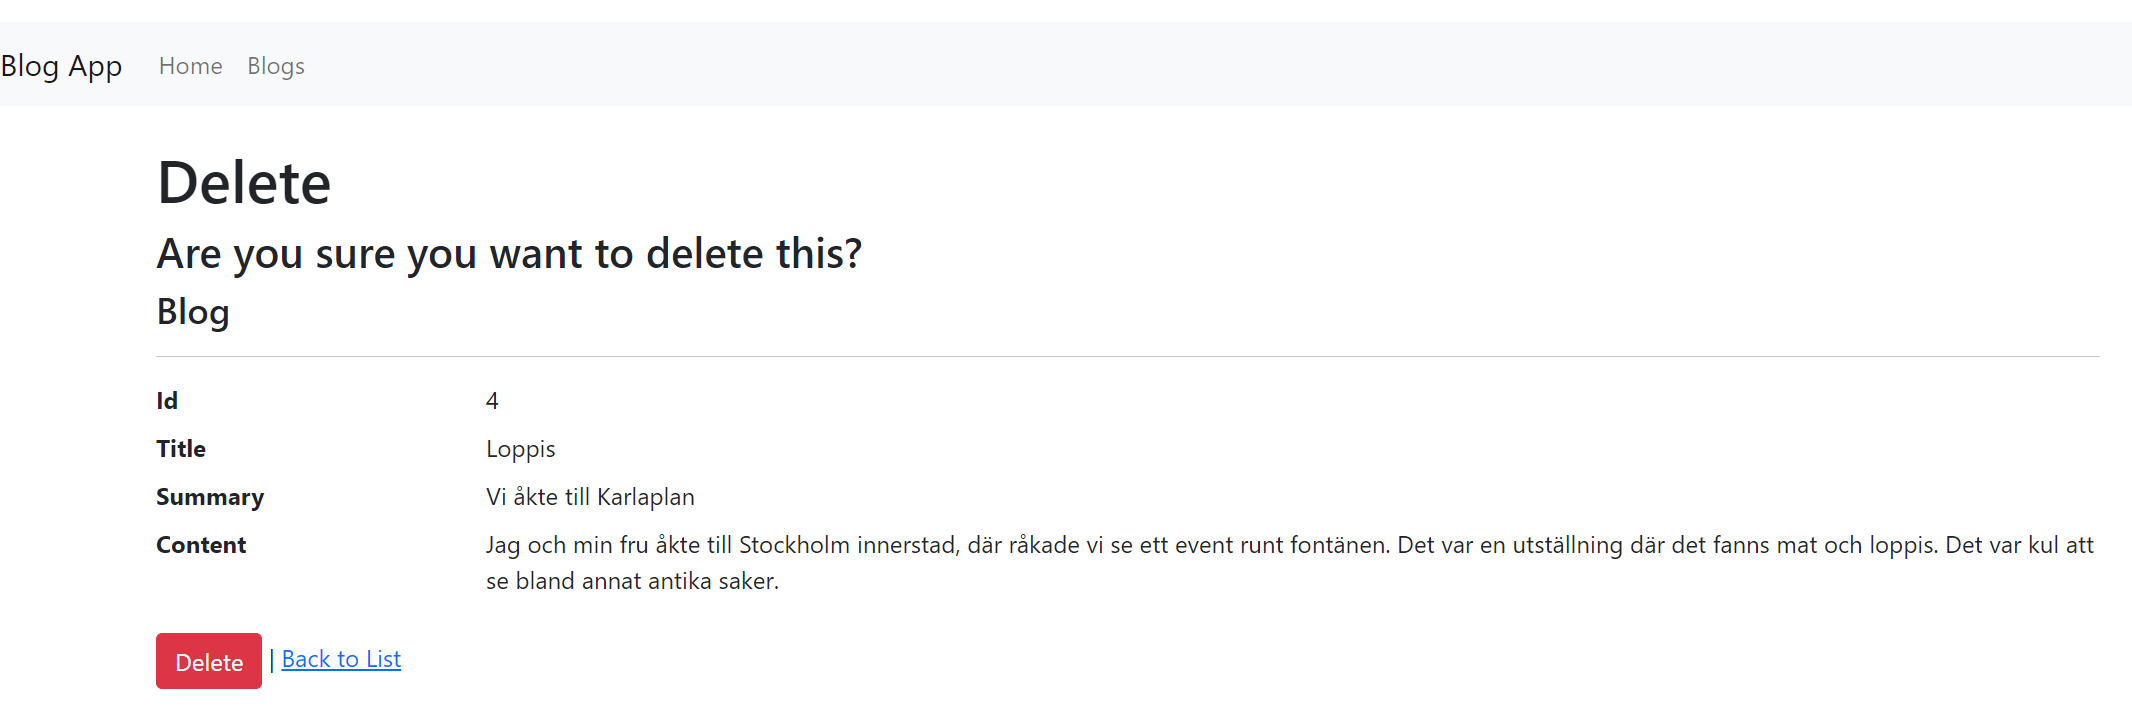 Blog App Home Blogs
Delete
Are you sure you want to delete this?
Blog
Id 4
Title Loppis
Summary Vi åkte till Karlaplan
Content Jag och min fru åkte till Stockholm innerstad, där råkade vi se ett event runt fontänen. Det var en utställning där det fanns mat och loppis. Det var kul att
se bland annat antika saker.
Delete | Back to List